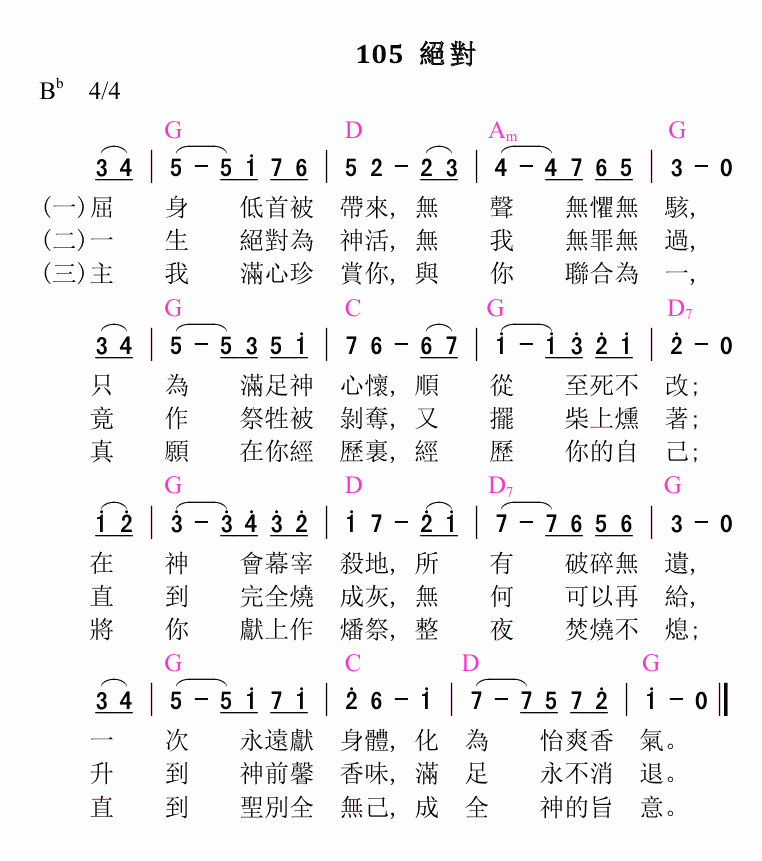 105 絕對
B♭ 4/4
G D Am G
3 4 | 5 - 5 i 7 6 | 5 2 - 2 3 | 4 - 4 7 6 5 | 3 - 0
(一)屈 身 低首被 帶來, 無 聲 無懼無 駭,
(二)一 生 絕對為 神活, 無 我 無罪無 過,
(三)主 我 滿心珍 賞你, 與 你 聯合為 一,
G C G D7
3 4 | 5 - 5 3 5 i | 7 6 - 6 7 | i - i 3̇ 2̇ i | 2̇ - 0
只 為 滿足神 心懷, 順 從 至死不 改;
竟 作 祭牲被 剝奪, 又 擺 柴上燻 著;
真 願 在你經 歷裏, 經 歷 你的自 己;
G D D7 G
i 2̇ | 3̇ - 3̇ 4̇ 3̇ 2̇ | i 7 - 2̇ i | 7 - 7 6 5 6 | 3 - 0
在 神 會幕宰 殺地, 所 有 破碎無 遺,
直 到 完全燒 成灰, 無 何 可以再 給,
將 你 獻上作 燔祭, 整 夜 焚燒不 熄;
G C D G
3 4 | 5 - 5 i 7 i | 2̇ 6 - i | 7 - 7 5 7 2̇ | i - 0 ‖
一 次 永遠獻 身體, 化 為 怡爽香 氣。
升 到 神前馨 香味, 滿 足 永不消 退。
直 到 聖別全 無己, 成 全 神的旨 意。